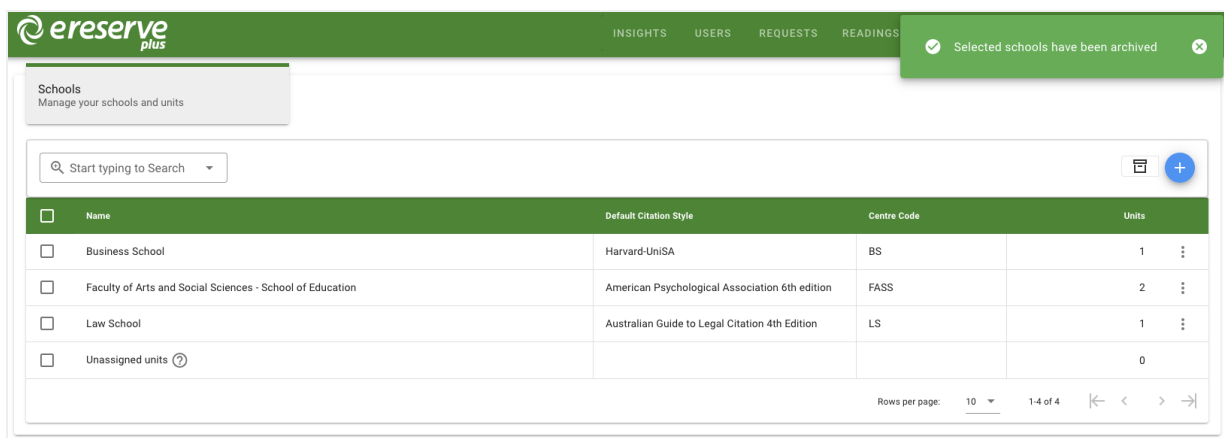 ereserve
plus
INSIGHTS USERS REQUESTS READINGS
Selected schools have been archived
Schools
Manage your schools and units
Start typing to Search
Name Default Citation Style Centre Code Units
Business School Harvard-UniSA BS 1
Faculty of Arts and Social Sciences - School of Education American Psychological Association 6th edition FASS 2
Law School Australian Guide to Legal Citation 4th Edition LS 1
Unassigned units ? 0
Rows per page: 10 1-4 of 4